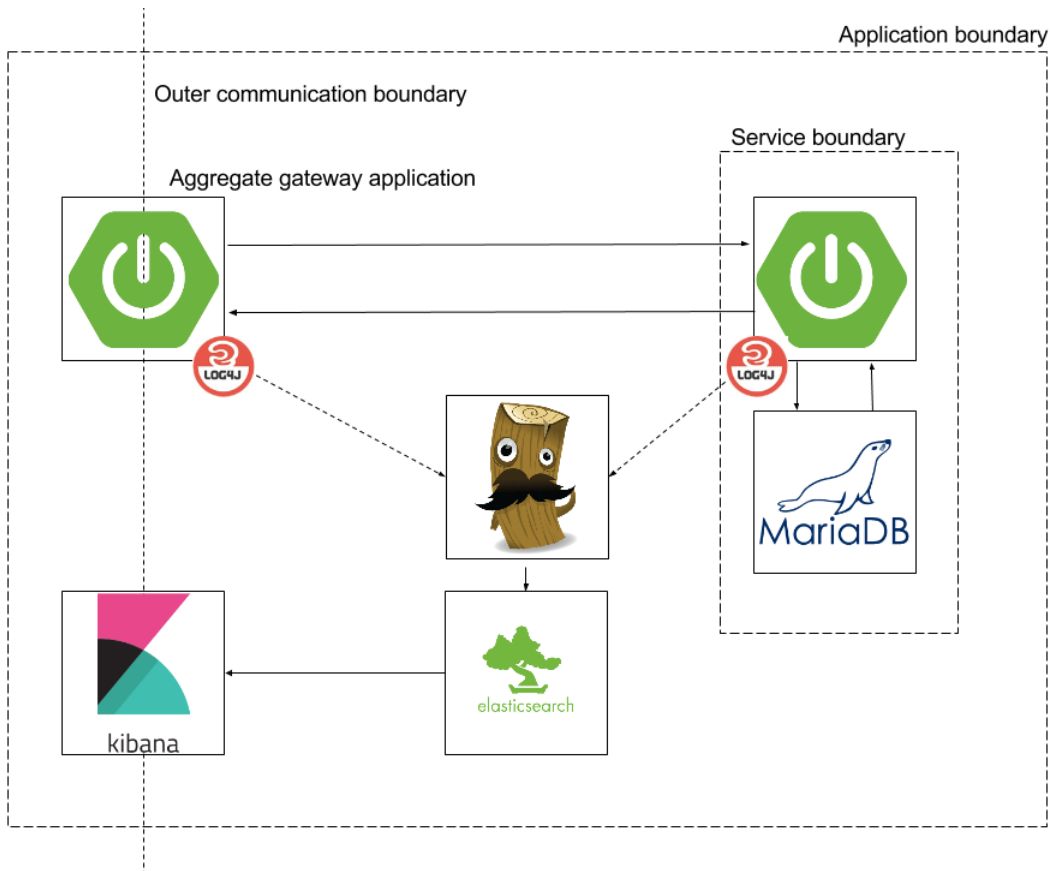 Application boundary
Outer communication boundary
Service boundary
Aggregate gateway application
LOG4J
LOG4J
MariaDB
elasticsearch
kibana